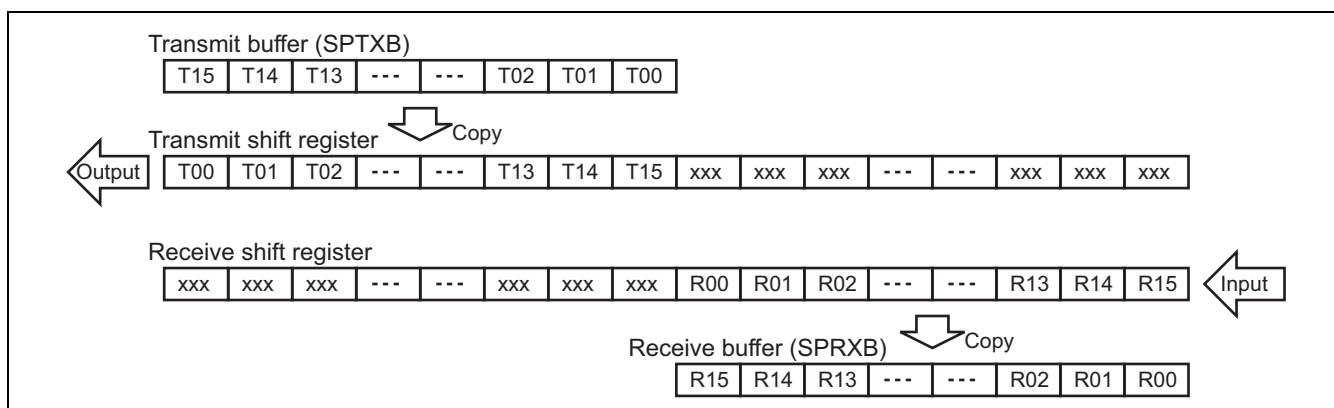 Transmit buffer (SPTXB)
T15 T14 T13 --- --- T02 T01 T00
Copy
Transmit shift register
Output T00 T01 T02 --- --- T13 T14 T15 xxx xxx xxx --- --- xxx xxx xxx
Receive shift register
xxx xxx xxx --- --- xxx xxx xxx R00 R01 R02 --- --- R13 R14 R15 Input
Copy
Receive buffer (SPRXB)
R15 R14 R13 --- --- R02 R01 R00